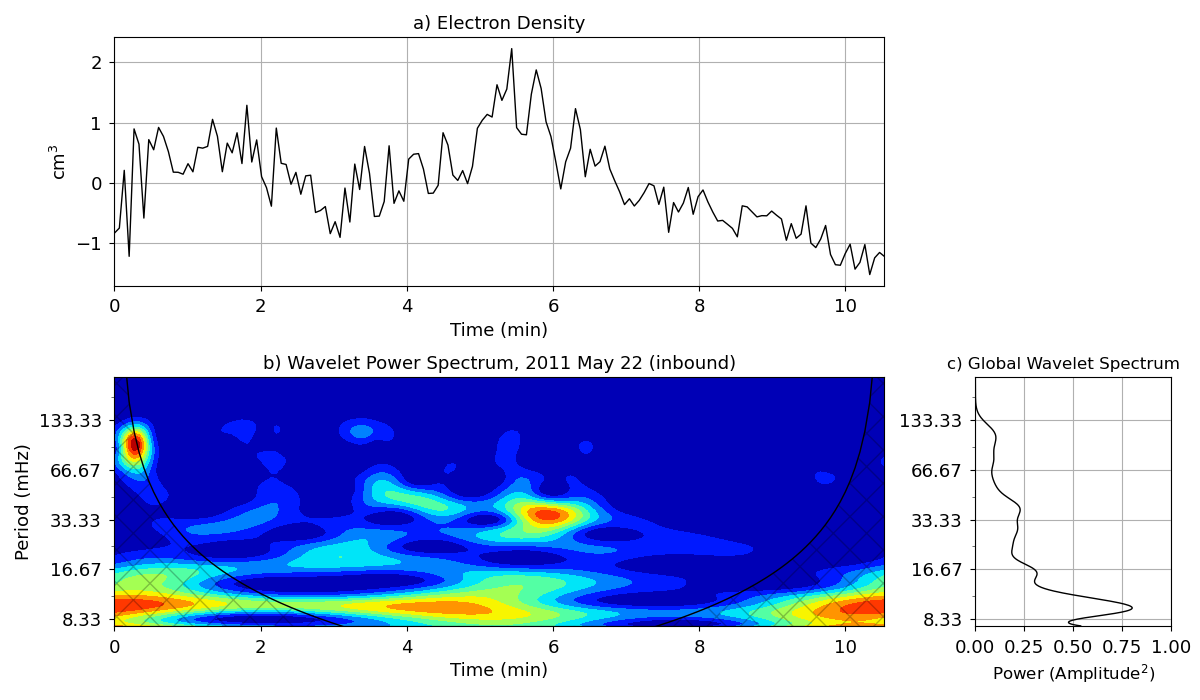 a) Electron Density
cm³
2
1
0
−1
0 2 4 6 8 10
Time (min)
b) Wavelet Power Spectrum, 2011 May 22 (inbound)
Period (mHz)
133.33
66.67
33.33
16.67
8.33
0 2 4 6 8 10
Time (min)
c) Global Wavelet Spectrum
133.33
66.67
33.33
16.67
8.33
0.00 0.25 0.50 0.75 1.00
Power (Amplitude²)